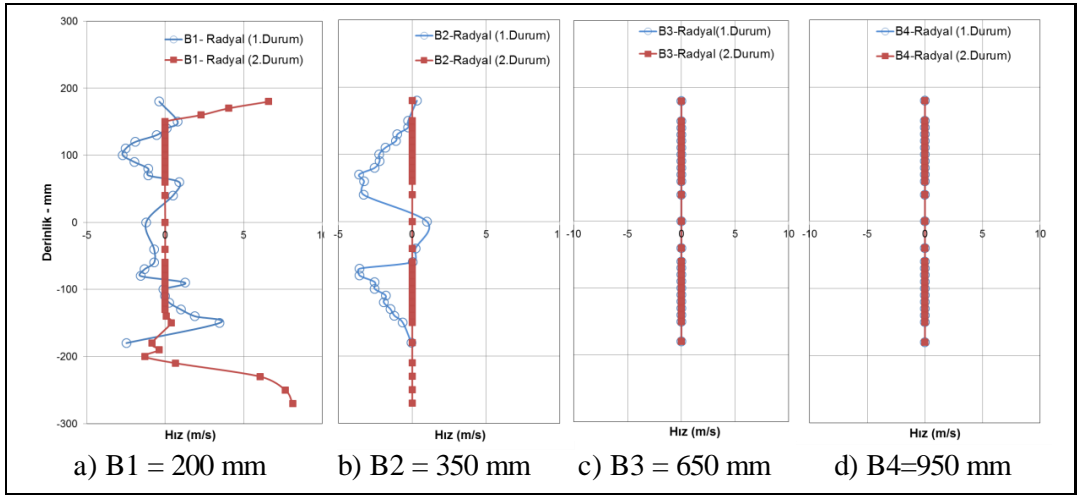 300
200
100
0
-100
-200
-300
Derinlik - mm
-5 0 5 10
B1- Radyal (1.Durum)
B1- Radyal (2.Durum)
Hız (m/s)
a) B1 = 200 mm
-5 0 5
B2-Radyal (1.Durum)
B2-Radyal (2.Durum)
Hız (m/s)
b) B2 = 350 mm
-10 -5 0 5
B3-Radyal(1.Durum)
B3-Radyal (2.Durum)
Hız (m/s)
c) B3 = 650 mm
-10 -5 0 5 10
B4-Radyal (1.Durum)
B4-Radyal (2.Durum)
Hız (m/s)
d) B4=950 mm